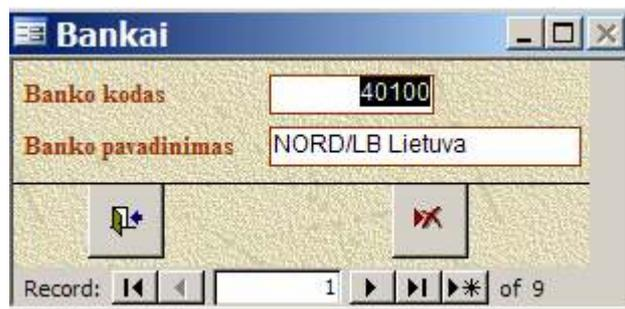 Bankai
Banko kodas 40100
Banko pavadinimas NORD/LB Lietuva
Record: 1 of 9